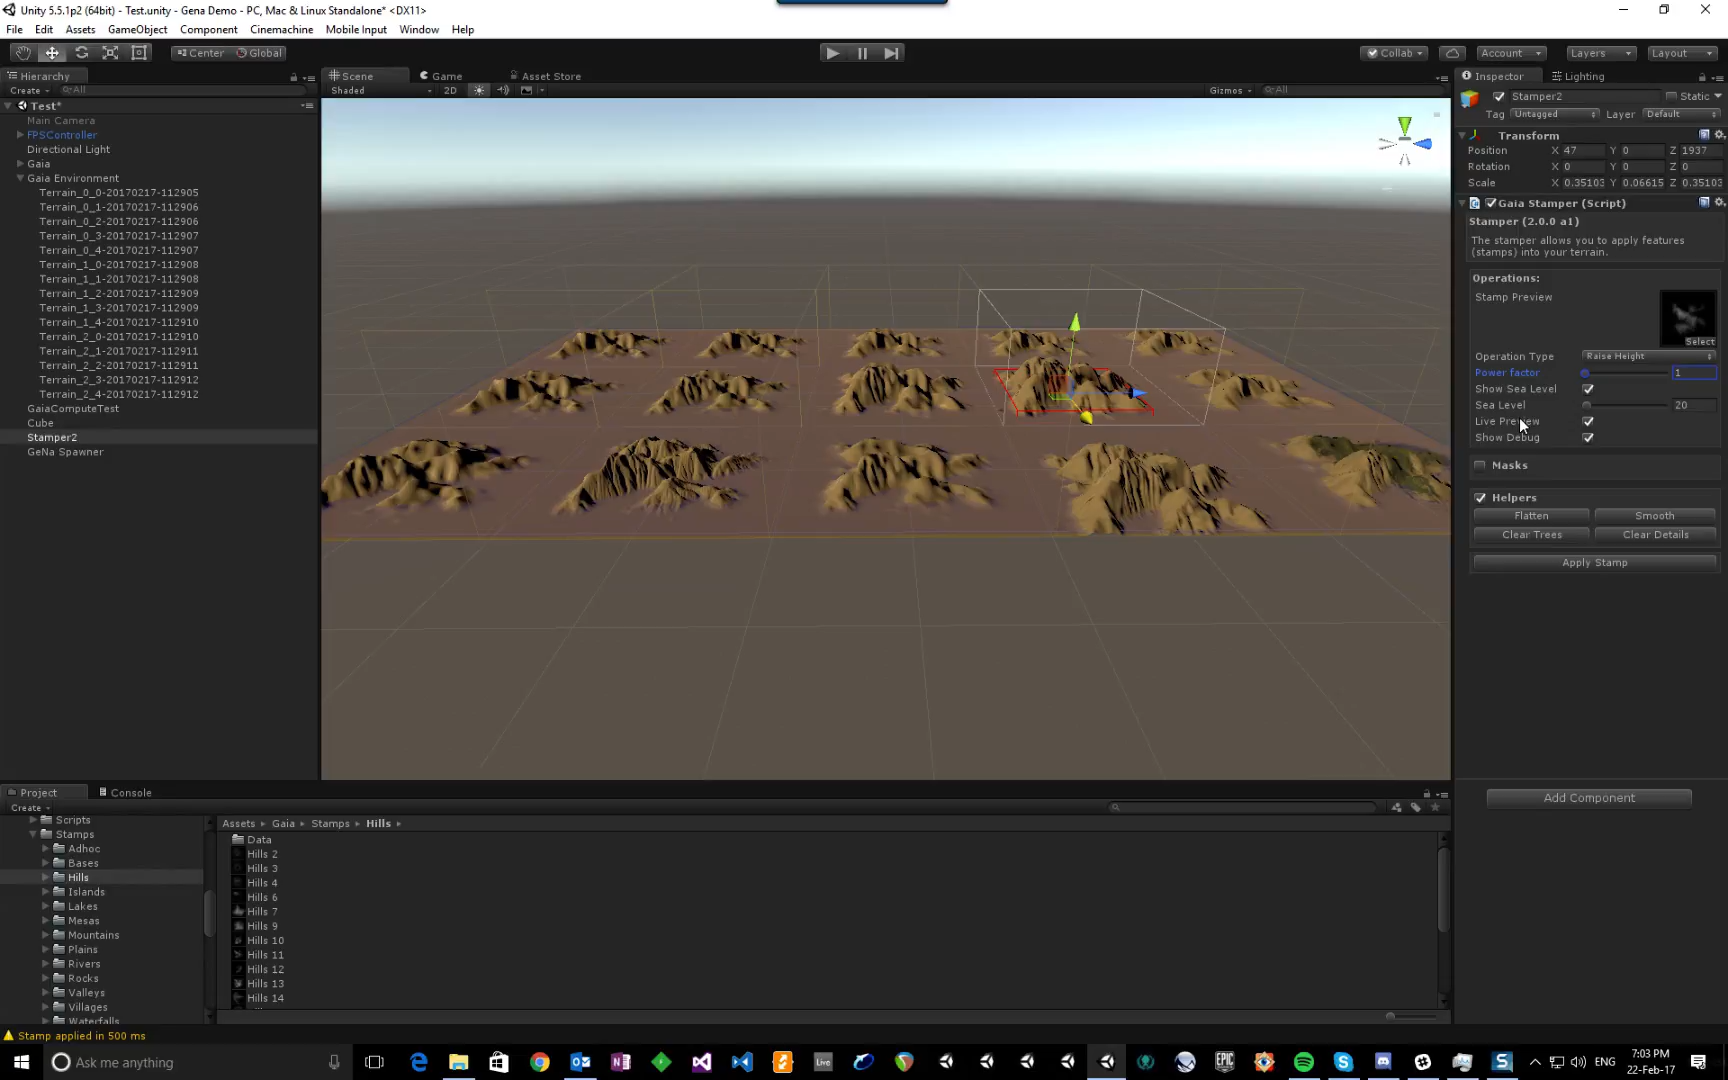 Unity 5.5.1p2 (64bit) - Test.unity - Gena Demo - PC, Mac & Linux Standalone* <DX11>
File Edit Assets GameObject Component Cinemachine Mobile Input Window Help
Center Global Collab Account Layers Layout
Hierarchy
Create All
Test*
Main Camera
FPSController
Directional Light
Gaia
Gaia Environment
Terrain_0_0-20170217-112905
Terrain_0_1-20170217-112906
Terrain_0_2-20170217-112906
Terrain_0_3-20170217-112907
Terrain_0_4-20170217-112907
Terrain_1_0-20170217-112908
Terrain_1_1-20170217-112908
Terrain_1_2-20170217-112909
Terrain_1_3-20170217-112909
Terrain_1_4-20170217-112910
Terrain_2_0-20170217-112910
Terrain_2_1-20170217-112911
Terrain_2_2-20170217-112911
Terrain_2_3-20170217-112912
Terrain_2_4-20170217-112912
GaiaComputeTest
Cube
Stamper2
GeNa Spawner
Scene Game Asset Store
Shaded 2D Gizmos All
Inspector Lighting
Stamper2 Static
Tag Untagged Layer Default
Transform
Position X 47 Y 0 Z 1937
Rotation X 0 Y 0 Z 0
Scale X 0.35103 Y 0.06615 Z 0.35103
Gaia Stamper (Script)
Stamper (2.0.0 a1)
The stamper allows you to apply features
(stamps) into your terrain.
Operations:
Stamp Preview
Select
Operation Type Raise Height
Power factor 1
Show Sea Level
Sea Level 20
Live Preview
Show Debug
Masks
Helpers
Flatten Smooth
Clear Trees Clear Details
Apply Stamp
Add Component
Project Console
Create
Scripts
Stamps
Adhoc
Bases
Hills
Islands
Lakes
Mesas
Mountains
Plains
Rivers
Rocks
Valleys
Villages
Waterfalls
Assets Gaia Stamps Hills
Data
Hills 2
Hills 3
Hills 4
Hills 6
Hills 7
Hills 9
Hills 10
Hills 11
Hills 12
Hills 13
Hills 14
Stamp applied in 500 ms
Ask me anything
Live
EPIC
ENG
7:03 PM
22-Feb-17